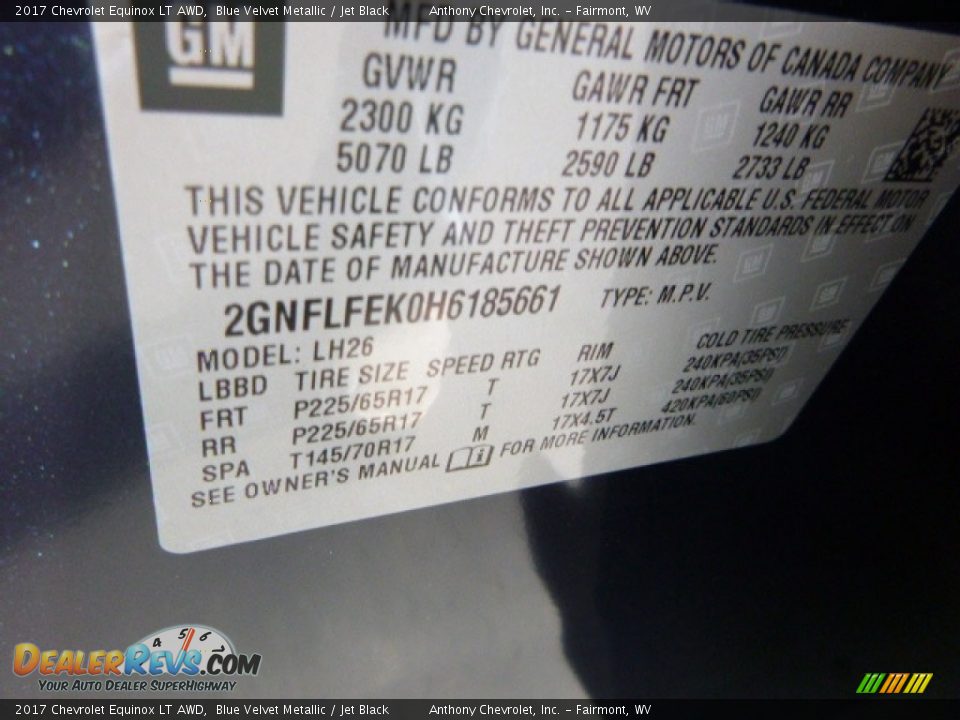 2017 Chevrolet Equinox LT AWD, Blue Velvet Metallic / Jet Black Anthony Chevrolet, Inc. - Fairmont, WV
GM
MFD BY GENERAL MOTORS OF CANADA COMPANY
GVWR GAWR FRT GAWR RR
2300 KG 1175 KG 1240 KG
5070 LB 2590 LB 2733 LB
THIS VEHICLE CONFORMS TO ALL APPLICABLE U.S. FEDERAL MOTOR
VEHICLE SAFETY AND THEFT PREVENTION STANDARDS IN EFFECT ON
THE DATE OF MANUFACTURE SHOWN ABOVE.
2GNFLFEK0H6185661 TYPE: M.P.V.
MODEL: LH26
LBBD TIRE SIZE SPEED RTG RIM COLD TIRE PRESSURE
FRT P225/65R17 T 17X7J 240KPA(35PSI)
RR P225/65R17 T 17X7J 240KPA(35PSI)
SPA T145/70R17 M 17X4.5T 420KPA(60PSI)
SEE OWNER'S MANUAL FOR MORE INFORMATION.
4 5 6
DEALERREVS.COM
YOUR AUTO DEALER SUPERHIGHWAY
2017 Chevrolet Equinox LT AWD, Blue Velvet Metallic / Jet Black Anthony Chevrolet, Inc. - Fairmont, WV